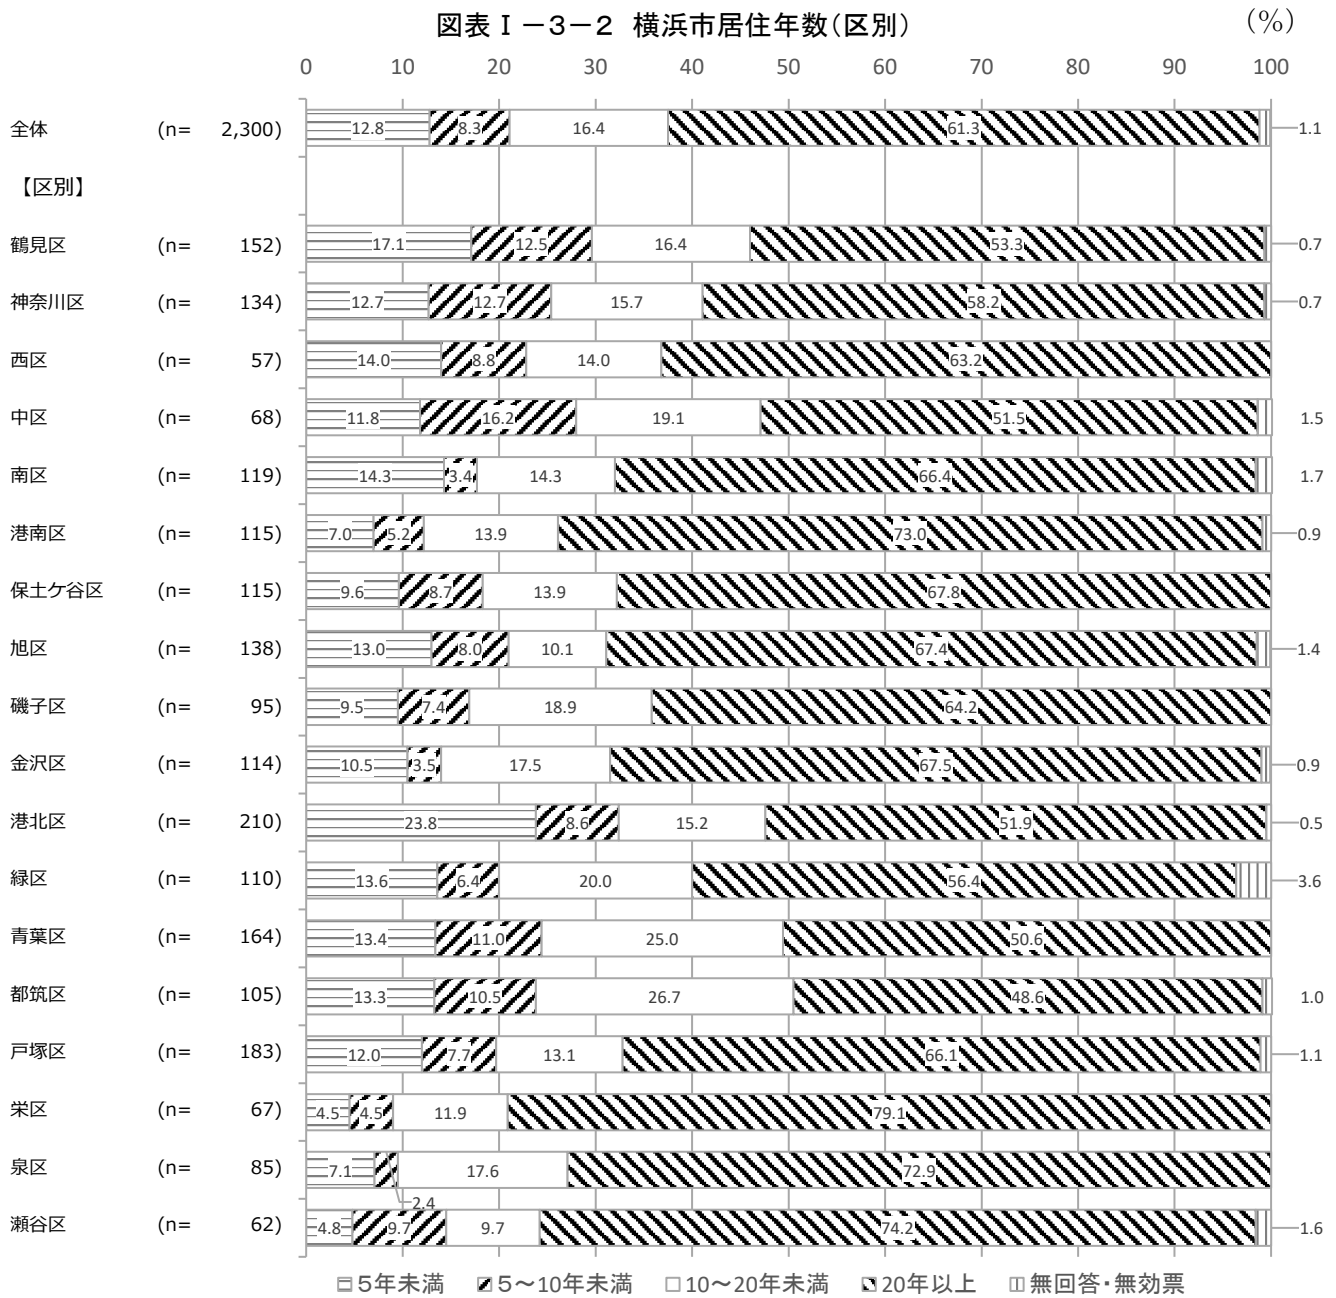 図表Ⅰ－3－2 横浜市居住年数(区別)
(%)
0 10 20 30 40 50 60 70 80 90 100
全体 (n= 2,300) 12.8 8.3 16.4 61.3 1.1
【区別】
鶴見区 (n= 152) 17.1 12.5 16.4 53.3 0.7
神奈川区 (n= 134) 12.7 12.7 15.7 58.2 0.7
西区 (n= 57) 14.0 8.8 14.0 63.2
中区 (n= 68) 11.8 16.2 19.1 51.5 1.5
南区 (n= 119) 14.3 3.4 14.3 66.4 1.7
港南区 (n= 115) 7.0 5.2 13.9 73.0 0.9
保土ケ谷区 (n= 115) 9.6 8.7 13.9 67.8
旭区 (n= 138) 13.0 8.0 10.1 67.4 1.4
磯子区 (n= 95) 9.5 7.4 18.9 64.2
金沢区 (n= 114) 10.5 3.5 17.5 67.5 0.9
港北区 (n= 210) 23.8 8.6 15.2 51.9 0.5
緑区 (n= 110) 13.6 6.4 20.0 56.4 3.6
青葉区 (n= 164) 13.4 11.0 25.0 50.6
都筑区 (n= 105) 13.3 10.5 26.7 48.6 1.0
戸塚区 (n= 183) 12.0 7.7 13.1 66.1 1.1
栄区 (n= 67) 4.5 4.5 11.9 79.1
泉区 (n= 85) 7.1 2.4 17.6 72.9
瀬谷区 (n= 62) 4.8 9.7 9.7 74.2 1.6
5年未満 5～10年未満 10～20年未満 20年以上 無回答・無効票